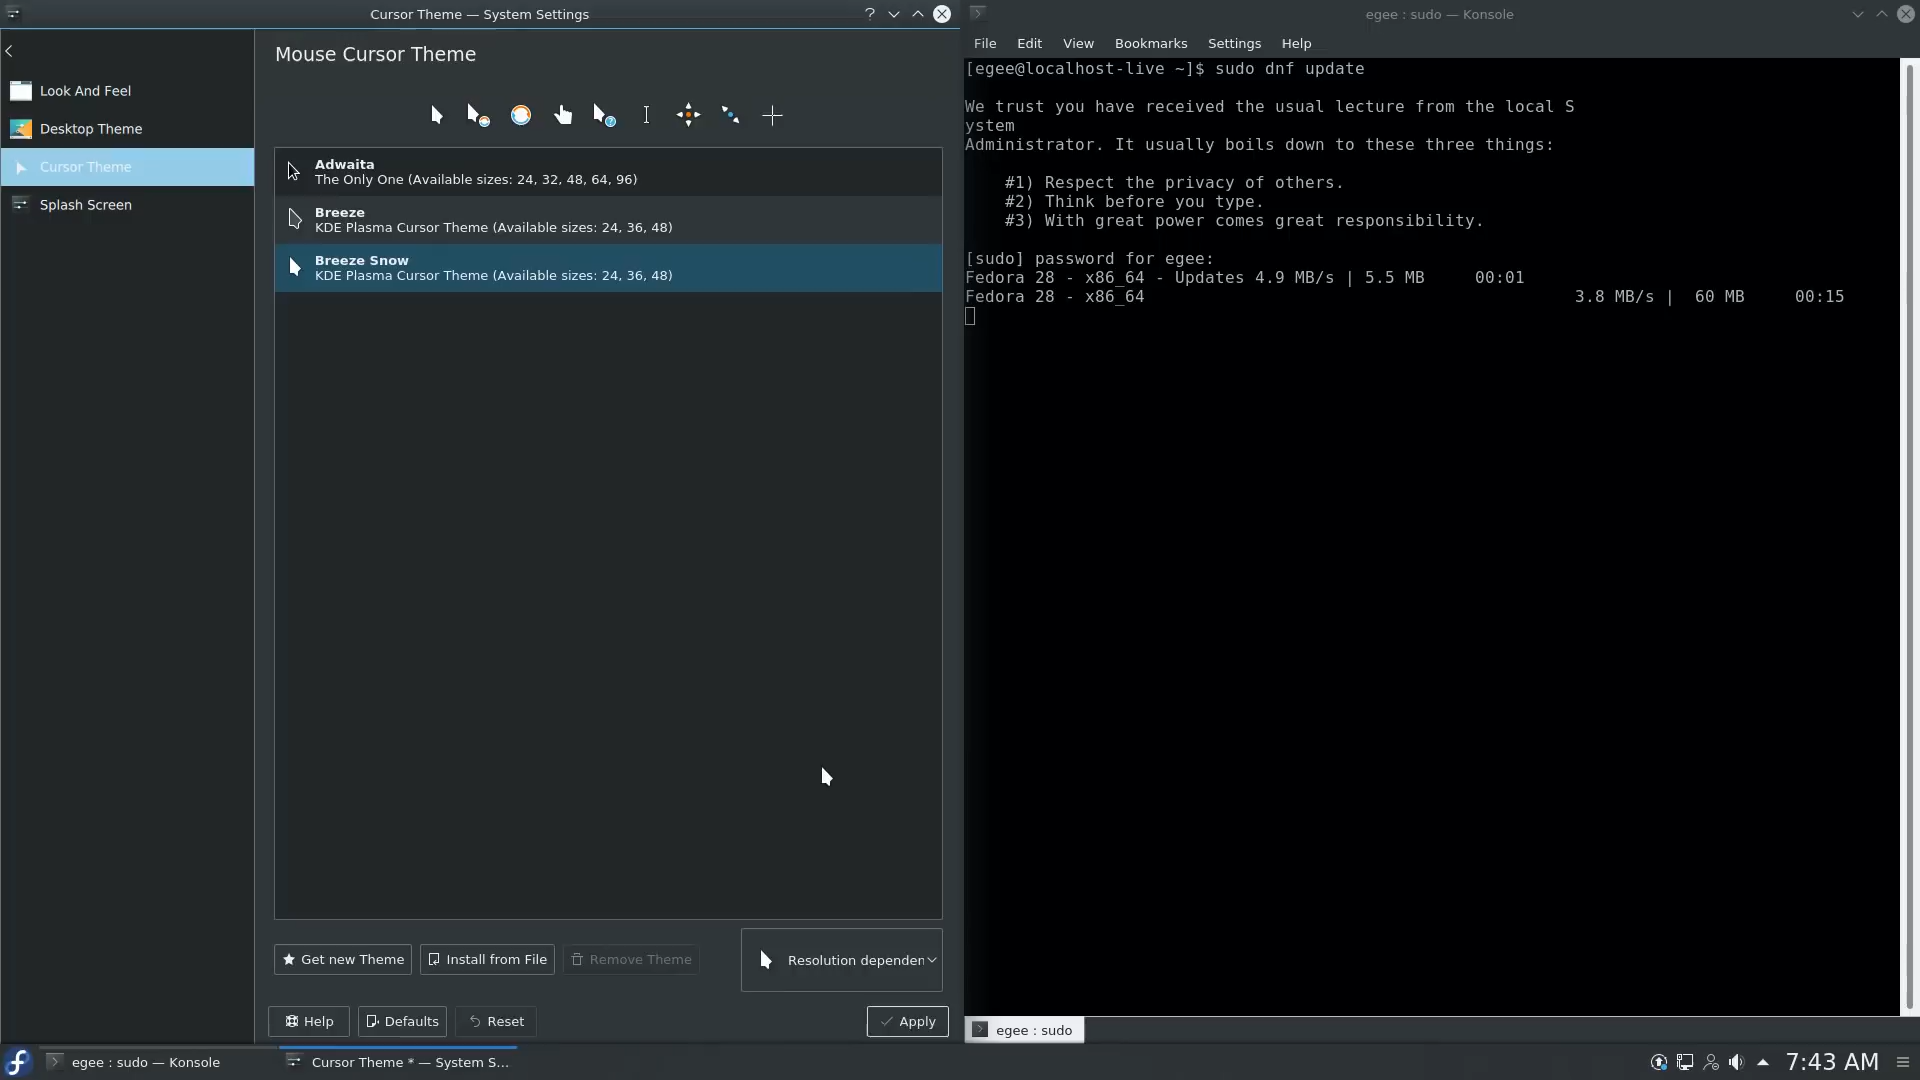 Cursor Theme — System Settings
?
Mouse Cursor Theme
Look And Feel
Desktop Theme
Cursor Theme
Splash Screen
Adwaita
The Only One (Available sizes: 24, 32, 48, 64, 96)
Breeze
KDE Plasma Cursor Theme (Available sizes: 24, 36, 48)
Breeze Snow
KDE Plasma Cursor Theme (Available sizes: 24, 36, 48)
Get new Theme
Install from File
Remove Theme
Resolution dependen
Help
Defaults
Reset
Apply
egee : sudo — Konsole
File Edit View Bookmarks Settings Help
[egee@localhost-live ~]$ sudo dnf update
We trust you have received the usual lecture from the local S
ystem
Administrator. It usually boils down to these three things:
#1) Respect the privacy of others.
#2) Think before you type.
#3) With great power comes great responsibility.
[sudo] password for egee:
Fedora 28 - x86_64 - Updates 4.9 MB/s | 5.5 MB 00:01
Fedora 28 - x86_64 3.8 MB/s | 60 MB 00:15
egee : sudo
egee : sudo — Konsole
Cursor Theme * — System S...
7:43 AM